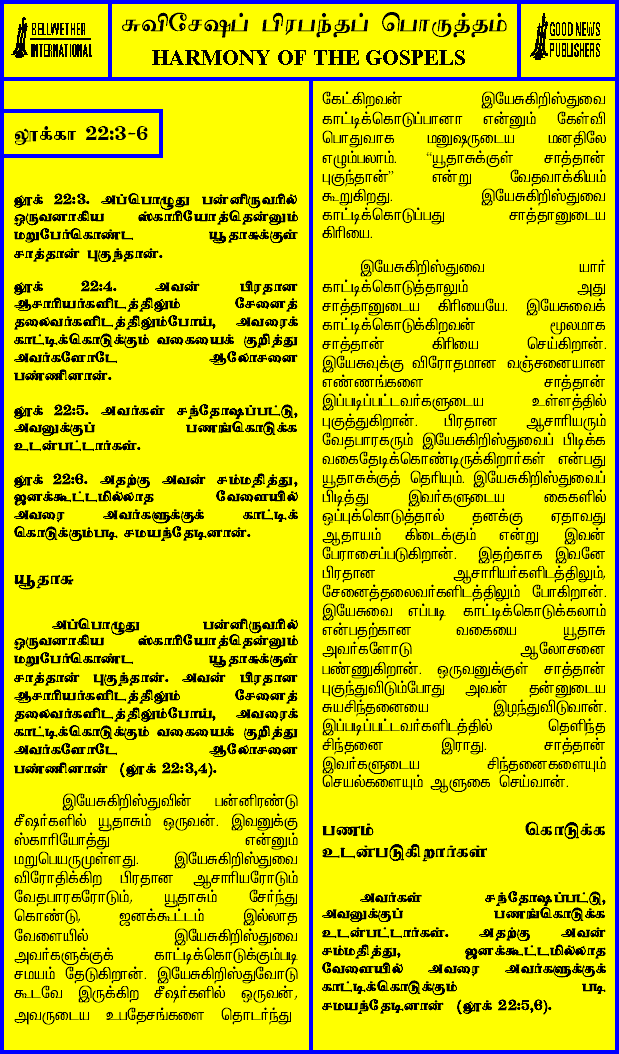 BELLWETHER
INTERNATIONAL
சுவிசேஷப் பிரபந்தப் பொருத்தம்
HARMONY OF THE GOSPELS
GOOD NEWS
PUBLISHERS
லூக்கா 22:3-6
லூக் 22:3. அப்பொழுது பன்னிருவரில்
ஒருவனாகிய ஸ்காரியோத்தென்னும்
மறுபேர்கொண்ட யூதாசுக்குள்
சாத்தான் புகுந்தான்.
லூக் 22:4. அவன் பிரதான
ஆசாரியர்களிடத்திலும் சேனைத்
தலைவர்களிடத்திலும்போய், அவரைக்
காட்டிக்கொடுக்கும் வகையைக் குறித்து
அவர்களோடே ஆலோசனை
பண்ணினான்.
லூக் 22:5. அவர்கள் சந்தோஷப்பட்டு,
அவனுக்குப் பணங்கொடுக்க
உடன்பட்டார்கள்.
லூக் 22:6. அதற்கு அவன் சம்மதித்து,
ஜனக்கூட்டமில்லாத வேளையில்
அவரை அவர்களுக்குக் காட்டிக்
கொடுக்கும்படி சமயந்தேடினான்.
யூதாசு
அப்பொழுது பன்னிருவரில்
ஒருவனாகிய ஸ்காரியோத்தென்னும்
மறுபேர்கொண்ட யூதாசுக்குள்
சாத்தான் புகுந்தான். அவன் பிரதான
ஆசாரியர்களிடத்திலும் சேனைத்
தலைவர்களிடத்திலும்போய், அவரைக்
காட்டிக்கொடுக்கும் வகையைக் குறித்து
அவர்களோடே ஆலோசனை
பண்ணினான் (லூக் 22:3,4).
இயேசுகிறிஸ்துவின் பன்னிரண்டு
சீஷர்களில் யூதாசும் ஒருவன். இவனுக்கு
ஸ்காரியோத்து என்னும்
மறுபெயருமுள்ளது. இயேசுகிறிஸ்துவை
விரோதிக்கிற பிரதான ஆசாரியரோடும்
வேதபாரகரோடும், யூதாசும் சேர்ந்து
கொண்டு, ஜனக்கூட்டம் இல்லாத
வேளையில் இயேசுகிறிஸ்துவை
அவர்களுக்குக் காட்டிக்கொடுக்கும்படி
சமயம் தேடுகிறான். இயேசுகிறிஸ்துவோடு
கூடவே இருக்கிற சீஷர்களில் ஒருவன்,
அவருடைய உபதேசங்களை தொடர்ந்து
கேட்கிறவன் இயேசுகிறிஸ்துவை
காட்டிக்கொடுப்பானா என்னும் கேள்வி
பொதுவாக மனுஷருடைய மனதிலே
எழும்பலாம். “யூதாசுக்குள் சாத்தான்
புகுந்தான்” என்று வேதவாக்கியம்
கூறுகிறது. இயேசுகிறிஸ்துவை
காட்டிக்கொடுப்பது சாத்தானுடைய
கிரியை.
இயேசுகிறிஸ்துவை யார்
காட்டிக்கொடுத்தாலும் அது
சாத்தானுடைய கிரியையே. இயேசுவைக்
காட்டிக்கொடுக்கிறவன் மூலமாக
சாத்தான் கிரியை செய்கிறான்.
இயேசுவுக்கு விரோதமான வஞ்சனையான
எண்ணங்களை சாத்தான்
இப்படிப்பட்டவர்களுடைய உள்ளத்தில்
புகுத்துகிறான். பிரதான ஆசாரியரும்
வேதபாரகரும் இயேசுகிறிஸ்துவைப் பிடிக்க
வகைதேடிக்கொண்டிருக்கிறார்கள் என்பது
யூதாசுக்குத் தெரியும். இயேசுகிறிஸ்துவைப்
பிடித்து இவர்களுடைய கைகளில்
ஒப்புக்கொடுத்தால் தனக்கு ஏதாவது
ஆதாயம் கிடைக்கும் என்று இவன்
பேராசைப்படுகிறான். இதற்காக இவனே
பிரதான ஆசாரியர்களிடத்திலும்,
சேனைத்தலைவர்களிடத்திலும் போகிறான்.
இயேசுவை எப்படி காட்டிக்கொடுக்கலாம்
என்பதற்கான வகையை யூதாசு
அவர்களோடு ஆலோசனை
பண்ணுகிறான். ஒருவனுக்குள் சாத்தான்
புகுந்துவிடும்போது அவன் தன்னுடைய
சுயசிந்தனையை இழந்துவிடுவான்.
இப்படிப்பட்டவர்களிடத்தில் தெளிந்த
சிந்தனை இராது. சாத்தான்
இவர்களுடைய சிந்தனைகளையும்
செயல்களையும் ஆளுகை செய்வான்.
பணம் கொடுக்க
உடன்படுகிறார்கள்
அவர்கள் சந்தோஷப்பட்டு,
அவனுக்குப் பணங்கொடுக்க
உடன்பட்டார்கள். அதற்கு அவன்
சம்மதித்து, ஜனக்கூட்டமில்லாத
வேளையில் அவரை அவர்களுக்குக்
காட்டிக்கொடுக்கும் படி
சமயந்தேடினான் (லூக் 22:5,6).